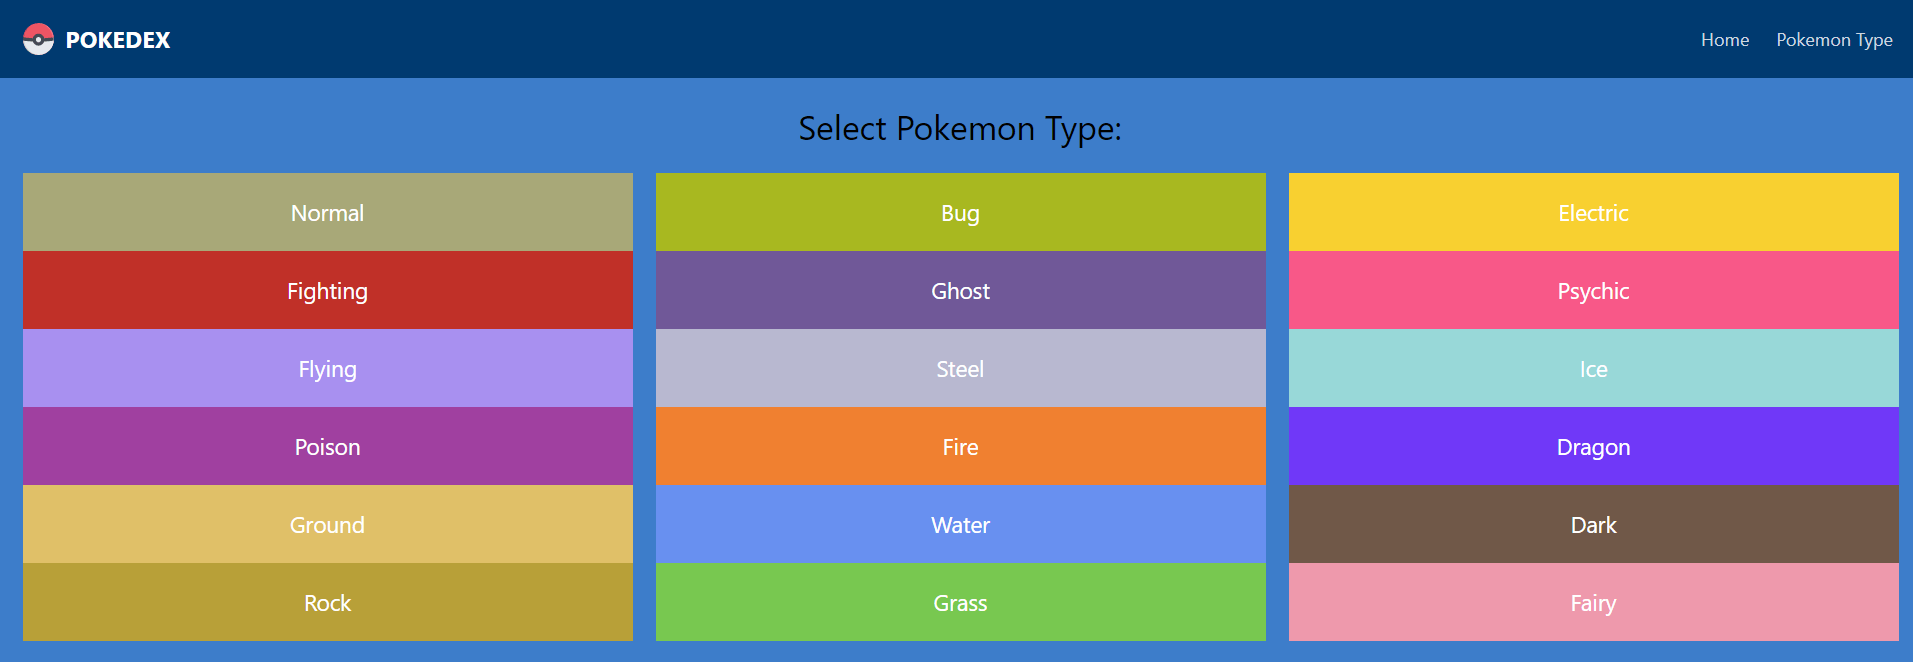 POKEDEX
Home
Pokemon Type
Select Pokemon Type:
Normal
Fighting
Flying
Poison
Ground
Rock
Bug
Ghost
Steel
Fire
Water
Grass
Electric
Psychic
Ice
Dragon
Dark
Fairy